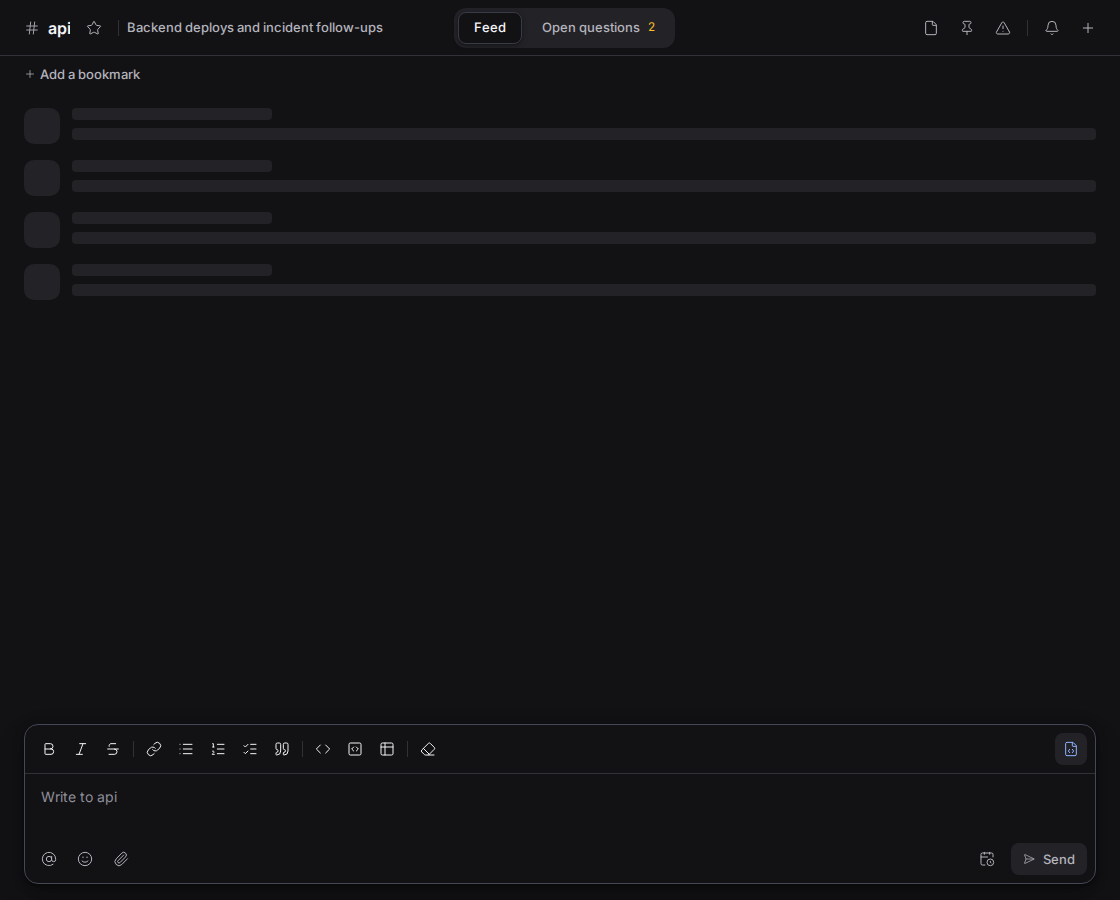 api
Backend deploys and incident follow-ups
Feed
Open questions 2
+ Add a bookmark
Write to api
Send